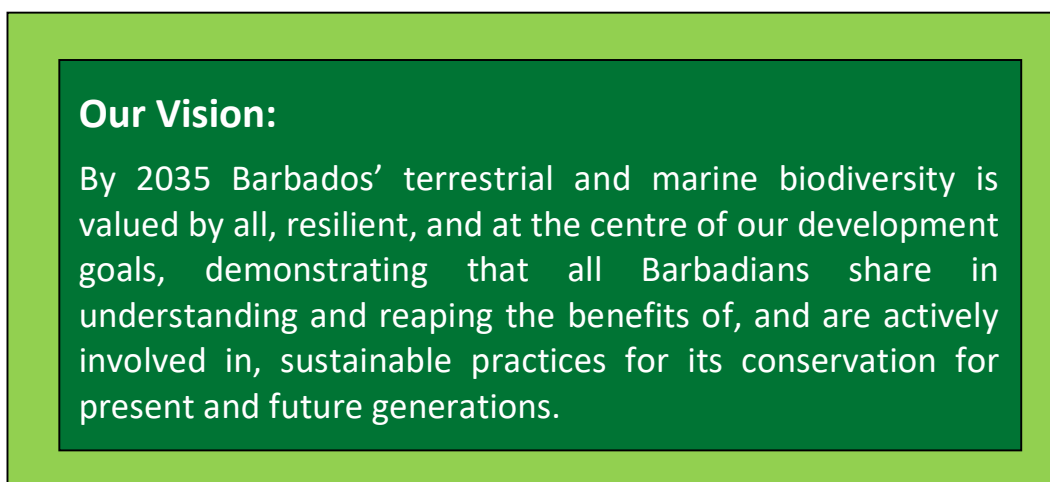 Our Vision:
By 2035 Barbados’ terrestrial and marine biodiversity is
valued by all, resilient, and at the centre of our development
goals, demonstrating that all Barbadians share in
understanding and reaping the benefits of, and are actively
involved in, sustainable practices for its conservation for
present and future generations.